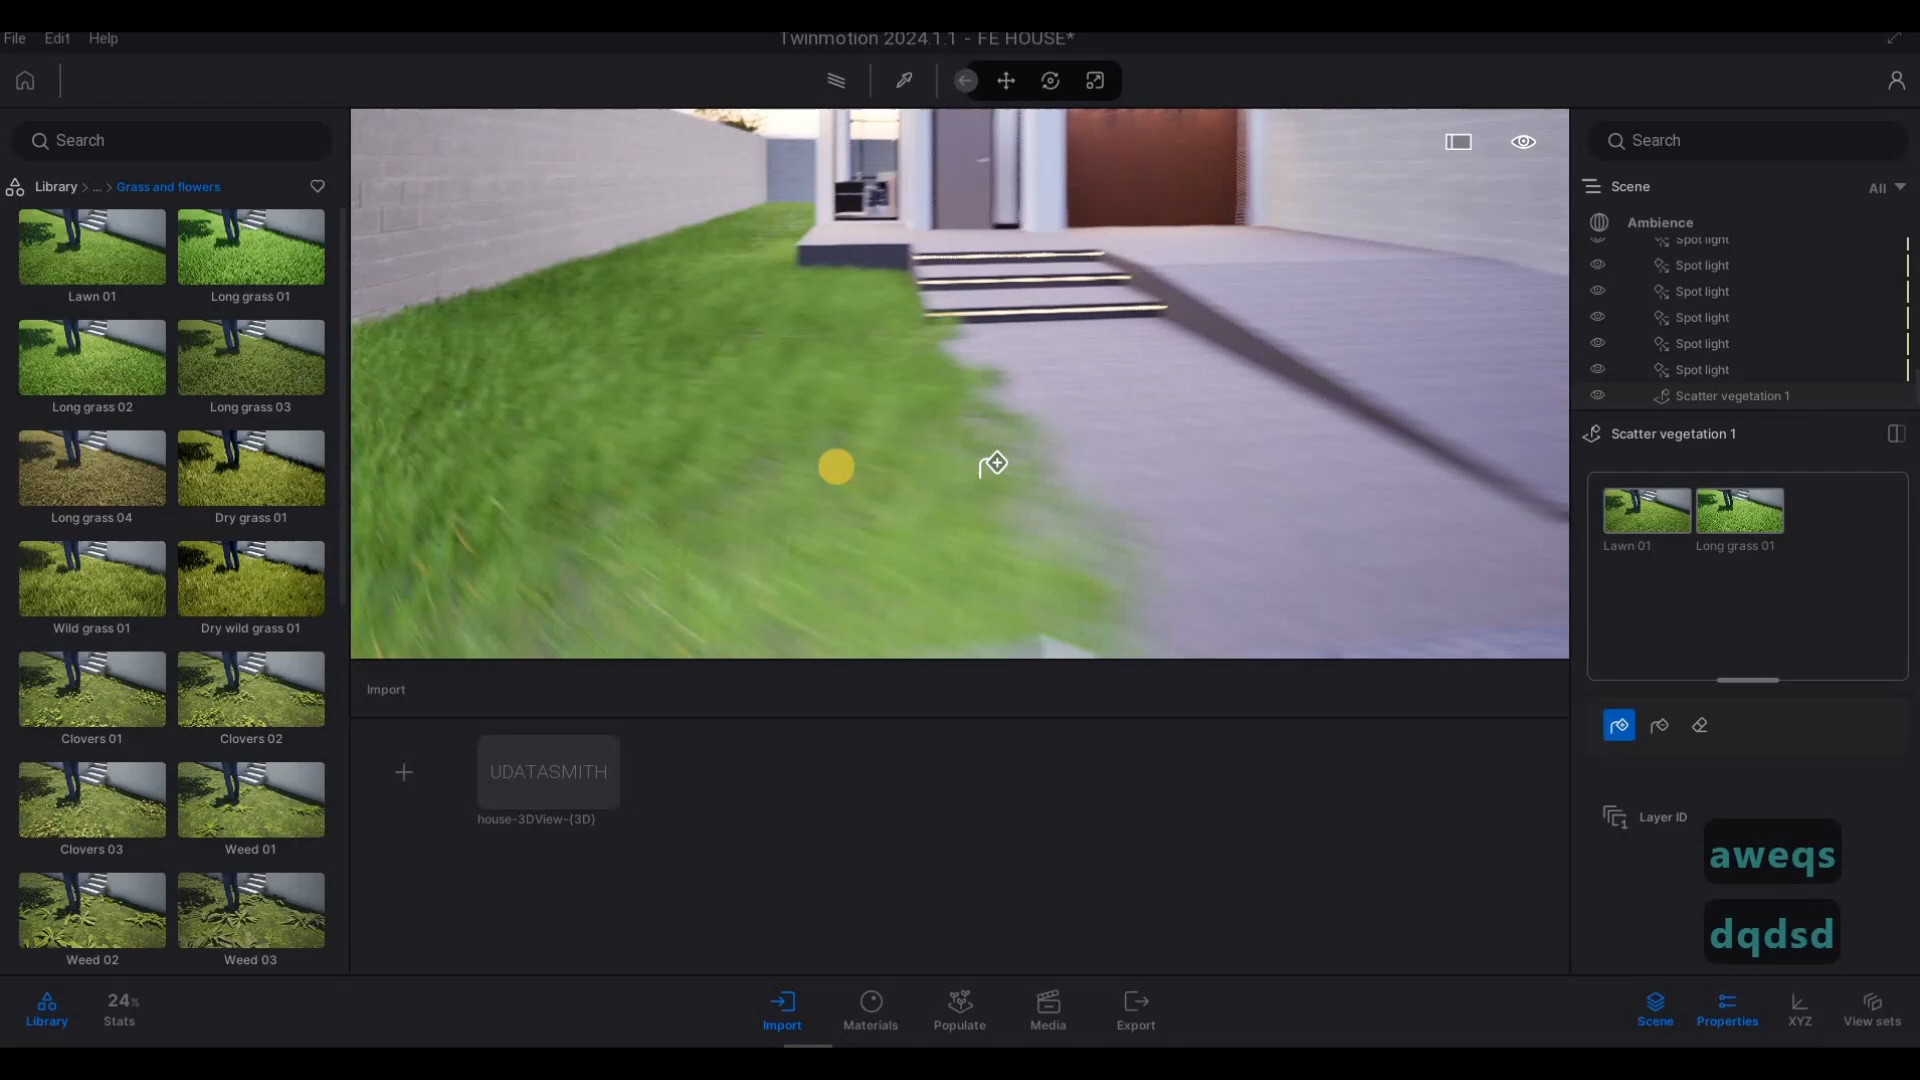 File Edit Help
Twinmotion 2024.1.1 - FE HOUSE*
Search
Library > ... > Grass and flowers
Lawn 01
Long grass 01
Long grass 02
Long grass 03
Long grass 04
Dry grass 01
Wild grass 01
Dry wild grass 01
Clovers 01
Clovers 02
Clovers 03
Weed 01
Weed 02
Weed 03
Library
24%
Stats
Import
+
UDATASMITH
house-3DView-{3D}
Import
Materials
Populate
Media
Export
Search
Scene
All
Ambience
Spot light
Spot light
Spot light
Spot light
Spot light
Spot light
Scatter vegetation 1
Scatter vegetation 1
Lawn 01
Long grass 01
1
Layer ID
aweqs
dqdsd
Scene
Properties
XYZ
View sets